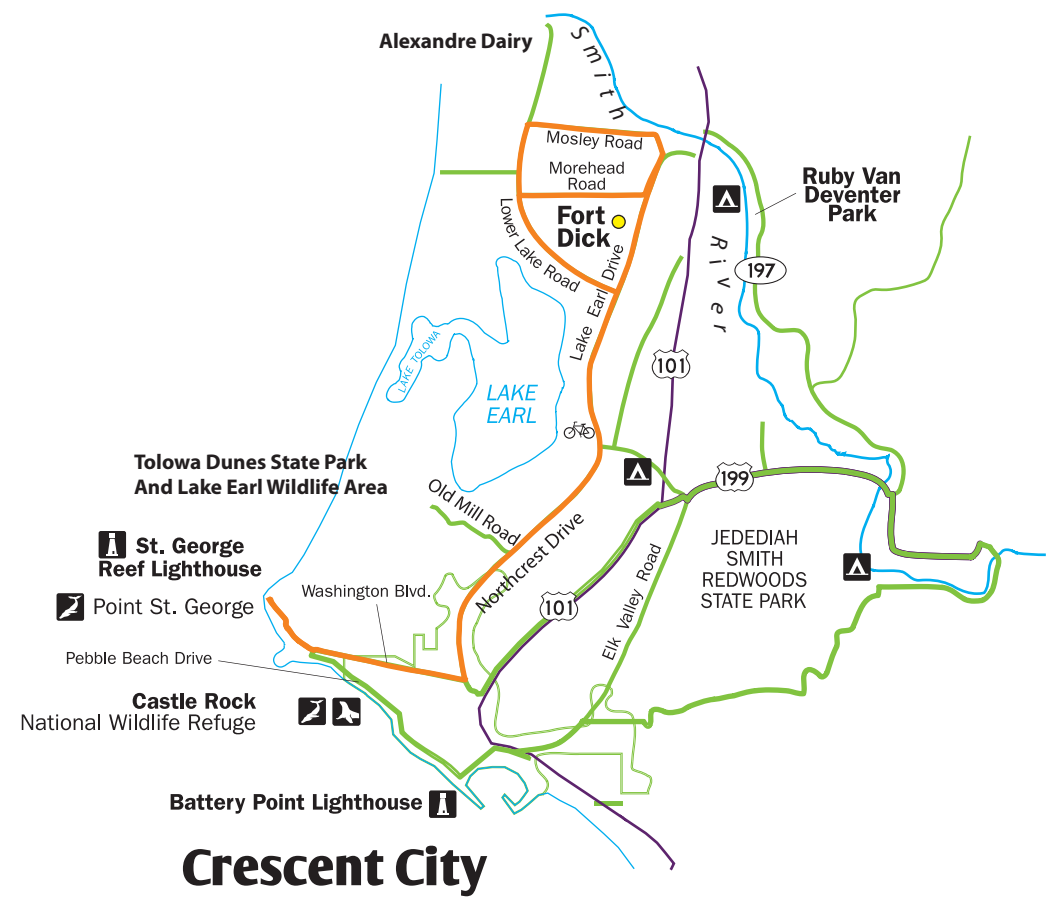 Alexandre Dairy
Smith
Mosley Road
Morehead
Road
Ruby Van
Deventer
Park
Fort
Dick
Lower Lake Road
Lake Earl Drive
River
197
LAKE TOLOWA
101
LAKE
EARL
Tolowa Dunes State Park
And Lake Earl Wildlife Area
199
Old Mill Road
Northcrest Drive
JEDEDIAH
SMITH
REDWOODS
STATE PARK
St. George
Reef Lighthouse
Washington Blvd.
Point St. George
101
Elk Valley Road
Pebble Beach Drive
Castle Rock
National Wildlife Refuge
Battery Point Lighthouse
Crescent City